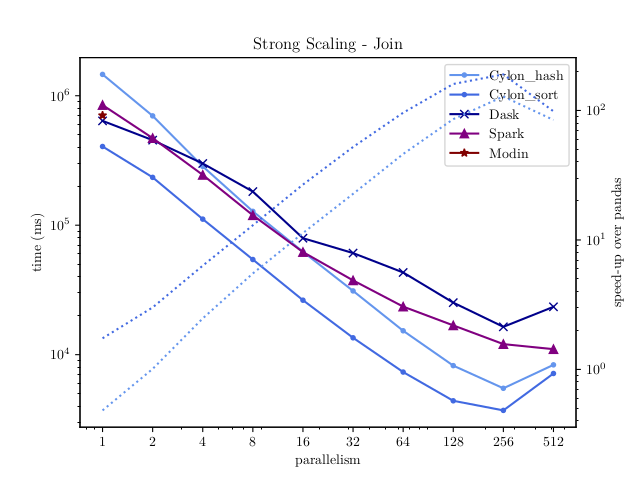 Strong Scaling - Join
Cylon_hash
Cylon_sort
Dask
Spark
Modin
10^6
10^5
10^4
time (ms)
10^2
10^1
10^0
speed-up over pandas
1 2 4 8 16 32 64 128 256 512
parallelism